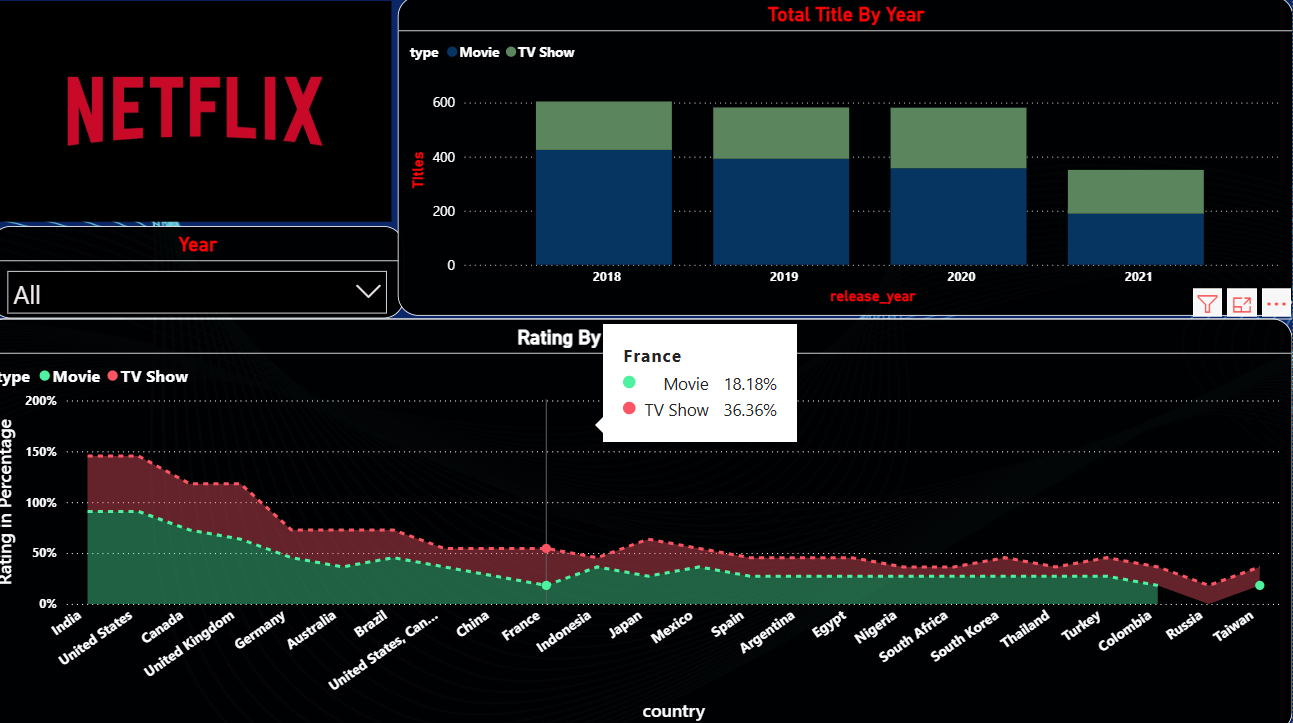 NETFLIX
Total Title By Year
type Movie TV Show
600
400
200
0
Titles
2018 2019 2020 2021
release_year
Year
All
Rating By
type Movie TV Show
France
Movie 18.18%
TV Show 36.36%
200%
150%
100%
50%
0%
Rating in Percentage
India United States Canada United Kingdom Germany Australia Brazil United States, Can... China France Indonesia Japan Mexico Spain Argentina Egypt Nigeria South Africa South Korea Thailand Turkey Colombia Russia Taiwan
country